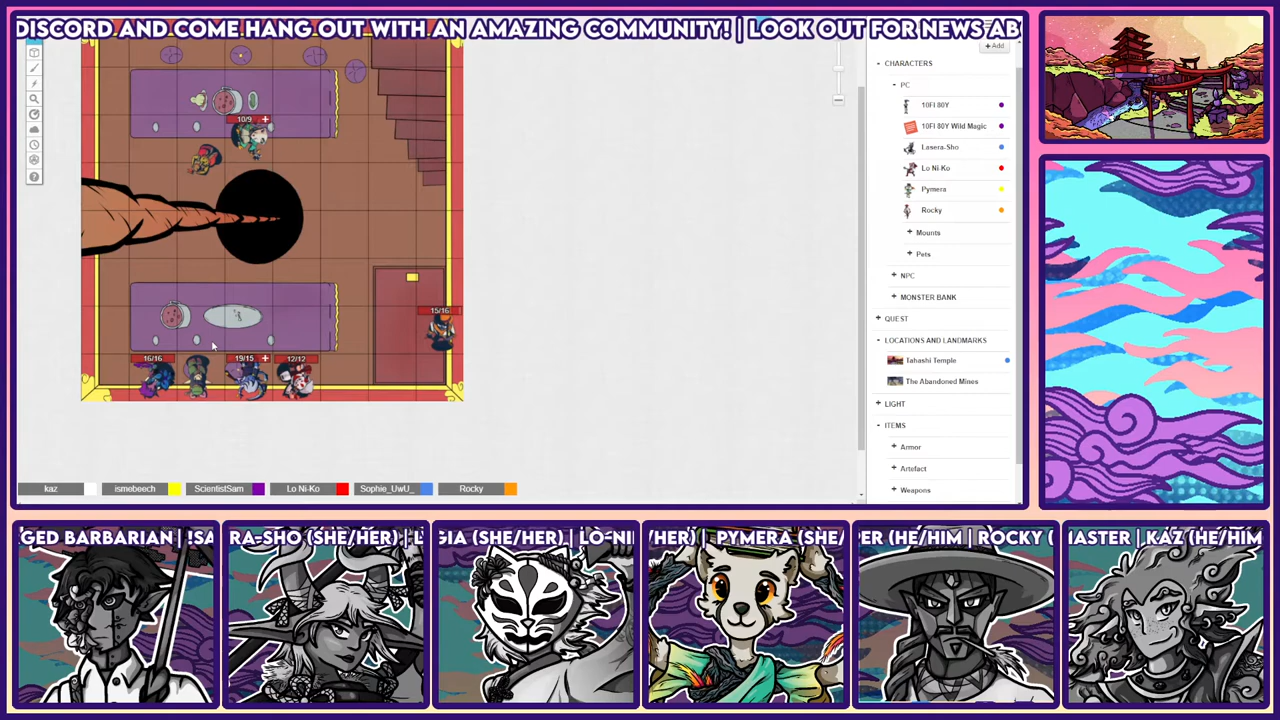 DISCORD AND COME HANG OUT WITH AN AMAZING COMMUNITY! | LOOK OUT FOR NEWS AB
Add
CHARACTERS
PC
10FI 80Y
10FI 80Y Wild Magic
Lasera-Sho
Lo Ni-Ko
Pymera
Rocky
Mounts
Pets
NPC
MONSTER BANK
QUEST
LOCATIONS AND LANDMARKS
Tahashi Temple
The Abandoned Mines
LIGHT
ITEMS
Armor
Artefact
Weapons
10/9
15/16
16/16
19/15
12/12
kaz
ismebeech
ScientistSam
Lo Ni-Ko
Sophie_UwU_
Rocky
GED BARBARIAN | !SA
RA-SHO (SHE/HER) | L
GIA (SHE/HER) | LO-NI
/HER) | PYMERA (SHE/
PER (HE/HIM | ROCKY (
MASTER | KAZ (HE/HIM